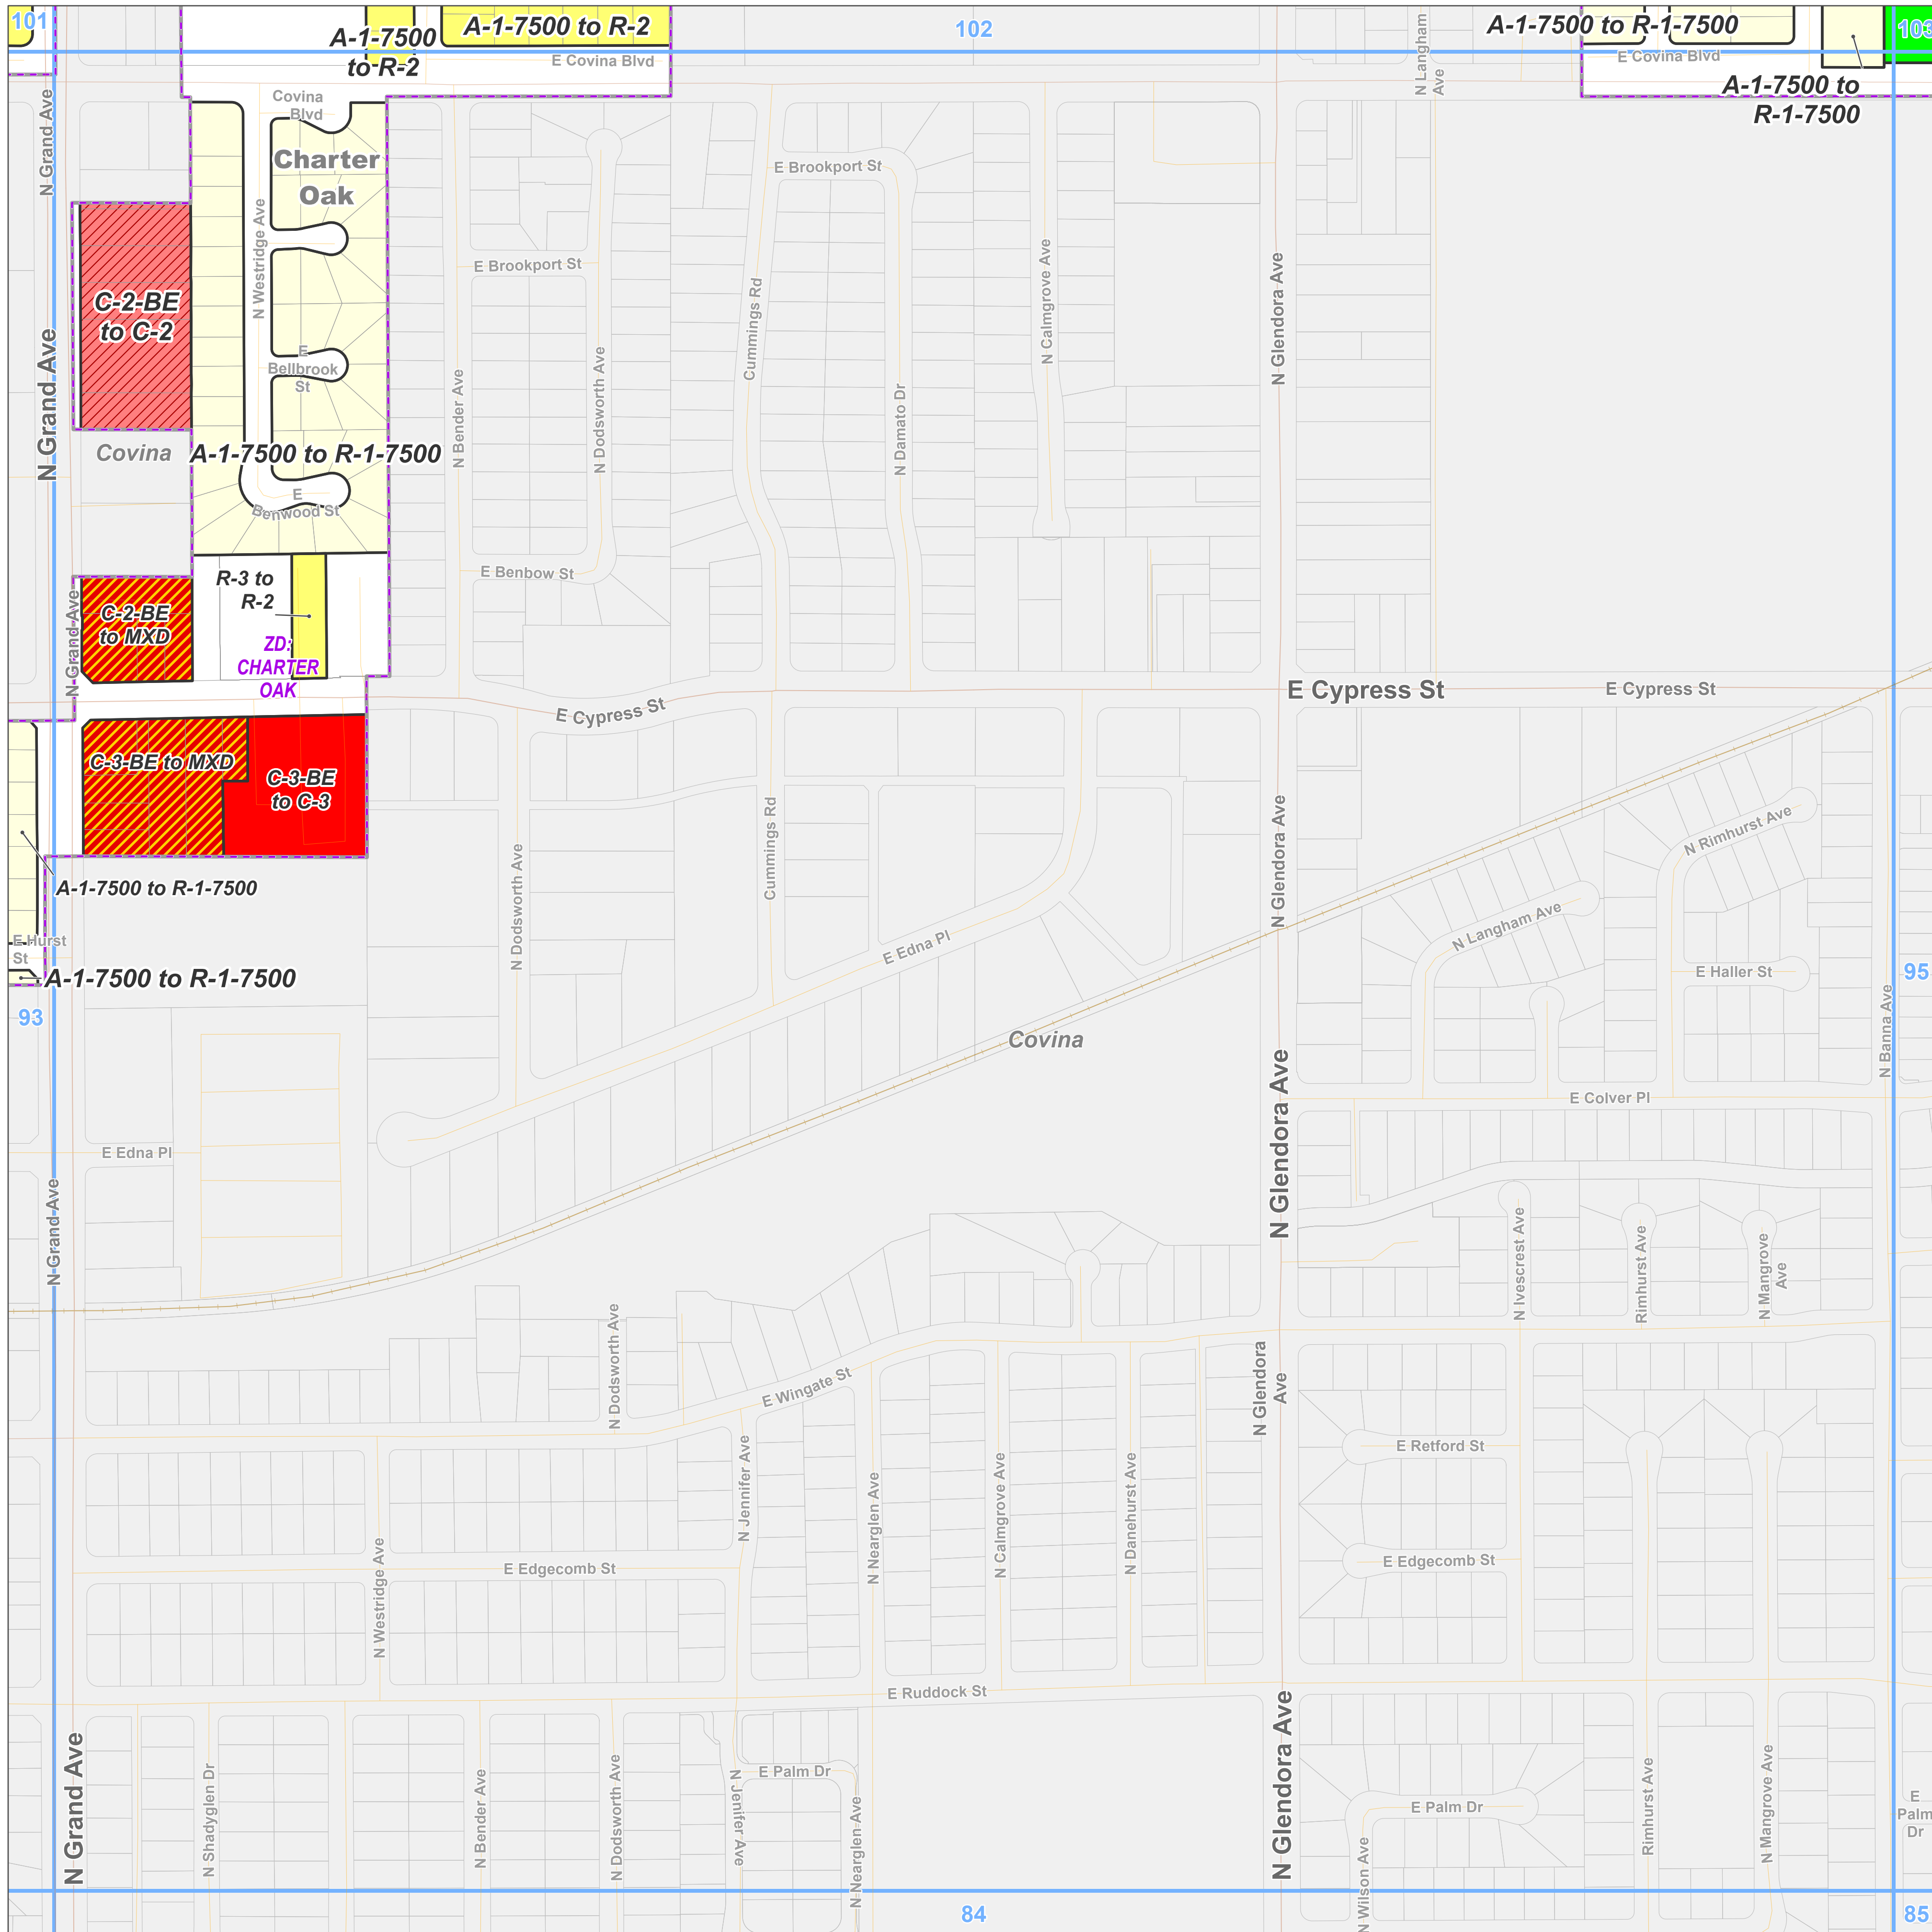 101
A-1-7500
to R-2
A-1-7500 to R-2
E Covina Blvd
102
N Langham
Ave
A-1-7500 to R-1-7500
E Covina Blvd
103
A-1-7500 to
R-1-7500
N Grand Ave
Covina
Blvd
Charter
Oak
N Westridge Ave
E Brookport St
E Brookport St
C-2-BE
to C-2
N Grand Ave
E
Bellbrook
St
N Bender Ave
N Dodsworth Ave
Cummings Rd
N Damato Dr
N Calmgrove Ave
N Glendora Ave
Covina
A-1-7500 to R-1-7500
E
Benwood St
R-3 to
R-2
E Benbow St
C-2-BE
to MXD
N Grand Ave
ZD:
CHARTER
OAK
E Cypress St
E Cypress St
E Cypress St
C-3-BE to MXD
C-3-BE
to C-3
A-1-7500 to R-1-7500
E Hurst
St
A-1-7500 to R-1-7500
N Dodsworth Ave
Cummings Rd
E Edna Pl
N Glendora Ave
N Rimhurst Ave
N Langham Ave
E Haller St
95
93
N Banna Ave
Covina
E Colver Pl
N Glendora Ave
E Edna Pl
N Grand Ave
N Ivescrest Ave
Rimhurst Ave
N Mangrove
Ave
N Dodsworth Ave
E Wingate St
N Glendora
Ave
E Retford St
N Jennifer Ave
N Nearglen Ave
N Calmgrove Ave
N Danehurst Ave
N Westridge Ave
E Edgecomb St
E Edgecomb St
E Ruddock St
N Grand Ave
N Shadyglen Dr
N Bender Ave
N Dodsworth Ave
N Jenifer Ave
E Palm Dr
N Nearglen Ave
N Glendora Ave
N Wilson Ave
E Palm Dr
Rimhurst Ave
N Mangrove Ave
E
Palm
Dr
84
85